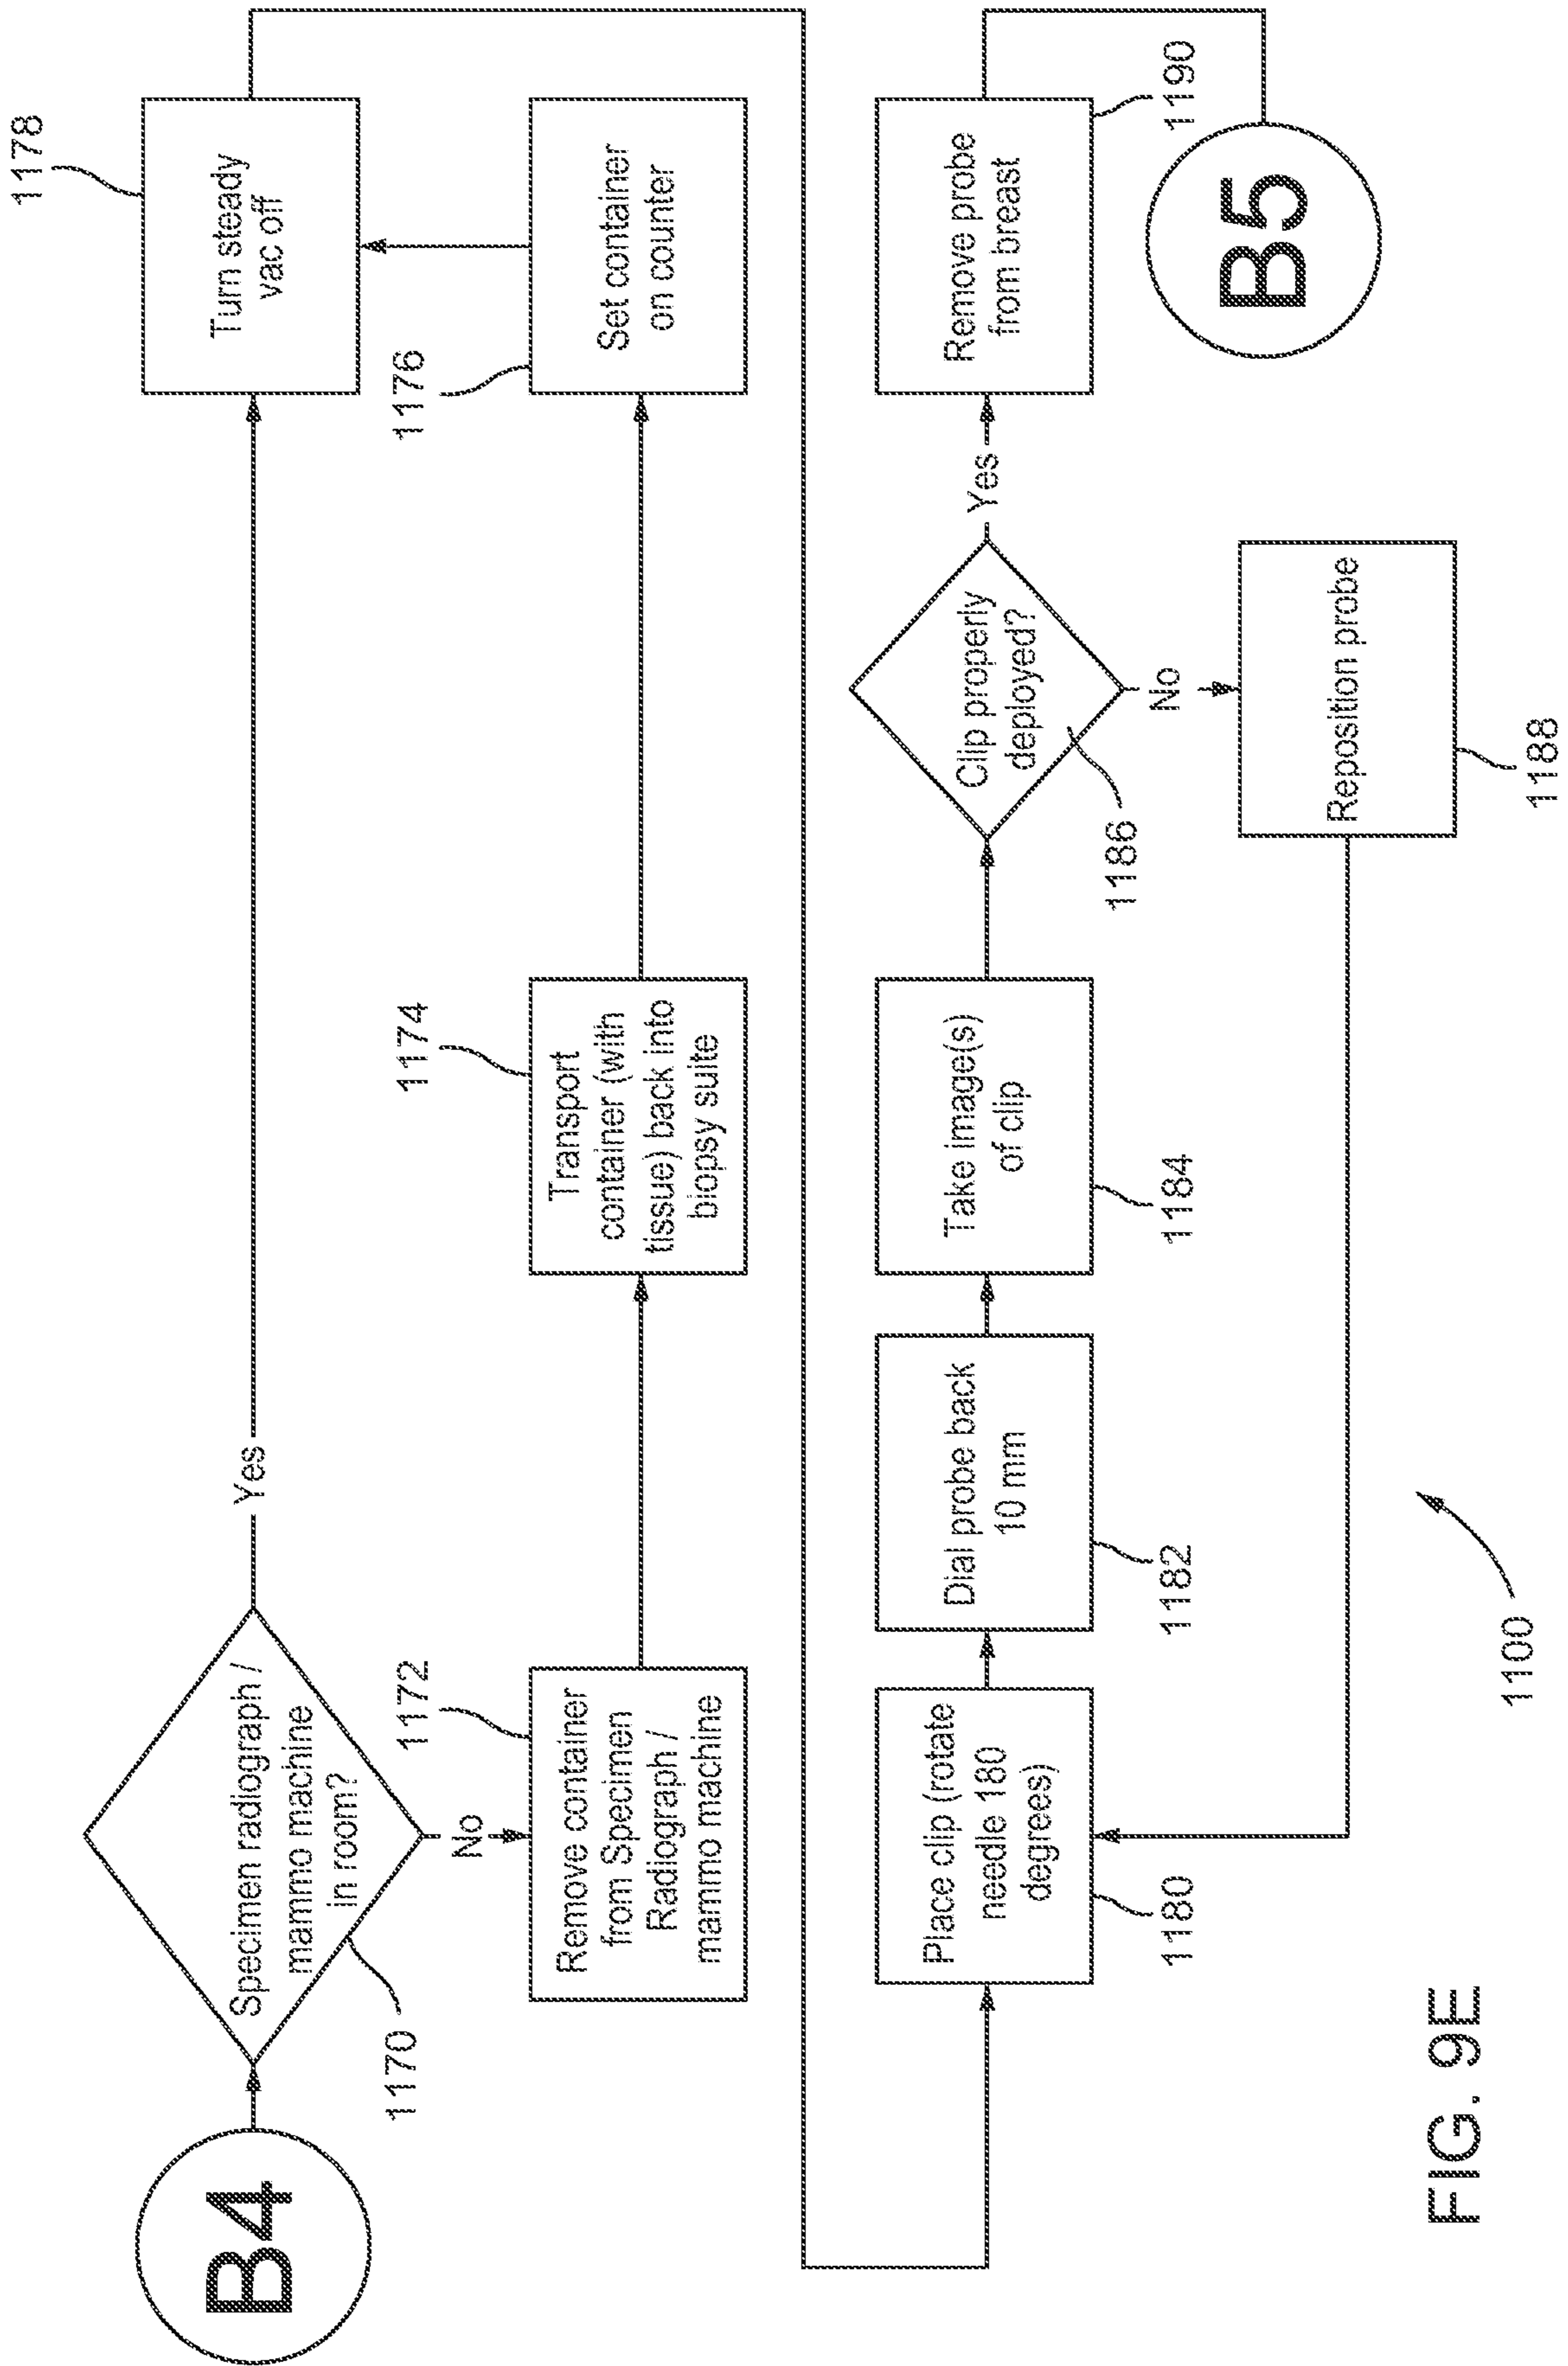 B4
Specimen radiograph /
mammo machine
in room?
1170
Yes
No
Remove container
from Specimen
Radiograph /
mammo machine
1172
Transport
container (with
tissue) back into
biopsy suite
1174
Set container
on counter
1176
Turn steady
vac off
1178
Place clip (rotate
needle 180
degrees)
1180
Dial probe back
10 mm
1182
Take image(s)
of clip
1184
Clip properly
deployed?
1186
Yes
No
Reposition probe
1188
Remove probe
from breast
1190
B5
1100
FIG. 9E